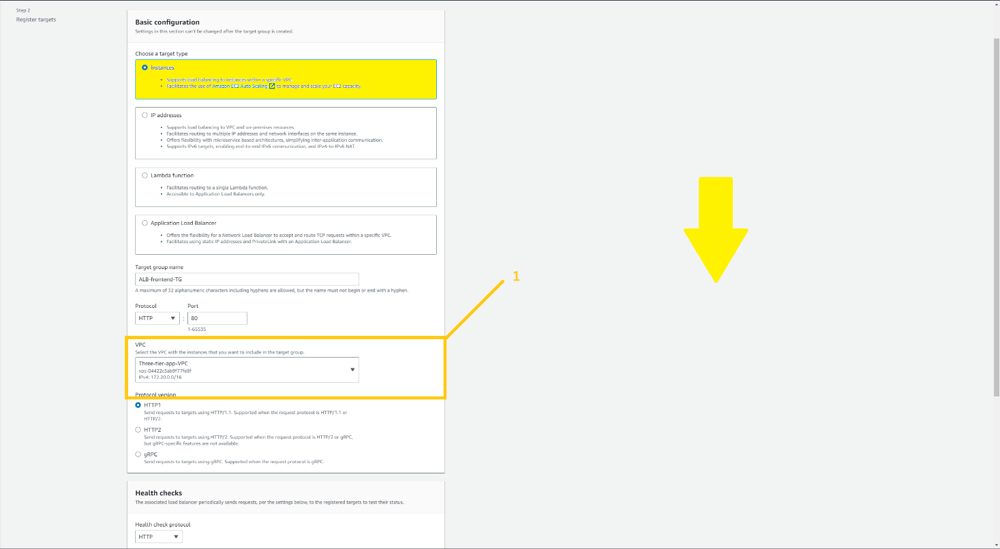 Step 2
Register targets
Basic configuration
Settings in this section can't be changed after the target group is created.
Choose a target type
Instances
• Supports load balancing to instances within a specific VPC.
• Facilitates the use of Amazon EC2 Auto Scaling to manage and scale your EC2 capacity.
IP addresses
• Supports load balancing to VPC and on-premises resources.
• Facilitates routing to multiple IP addresses and network interfaces on the same instance.
• Offers flexibility with microservice based architectures, simplifying inter-application communication.
• Supports IPv6 targets, enabling end-to-end IPv6 communication, and IPv4-to-IPv6 NAT.
Lambda function
• Facilitates routing to a single Lambda function.
• Accessible to Application Load Balancers only.
Application Load Balancer
• Offers the flexibility for a Network Load Balancer to accept and route TCP requests within a specific VPC.
• Facilitates using static IP addresses and PrivateLink with an Application Load Balancer.
Target group name
ALB-frontend-TG
1
A maximum of 32 alphanumeric characters including hyphens are allowed, but the name must not begin or end with a hyphen.
Protocol Port
HTTP : 80
1-65535
VPC
Select the VPC with the instances that you want to include in the target group.
Three-tier-app-VPC
vpc-04422c5ab9f77fe8f
IPv4: 172.20.0.0/16
Protocol version
HTTP1
Send requests to targets using HTTP/1.1. Supported when the request protocol is HTTP/1.1 or
HTTP/2.
HTTP2
Send requests to targets using HTTP/2. Supported when the request protocol is HTTP/2 or gRPC,
but gRPC-specific features are not available.
gRPC
Send requests to targets using gRPC. Supported when the request protocol is gRPC.
Health checks
The associated load balancer periodically sends requests, per the settings below, to the registered targets to test their status.
Health check protocol
HTTP